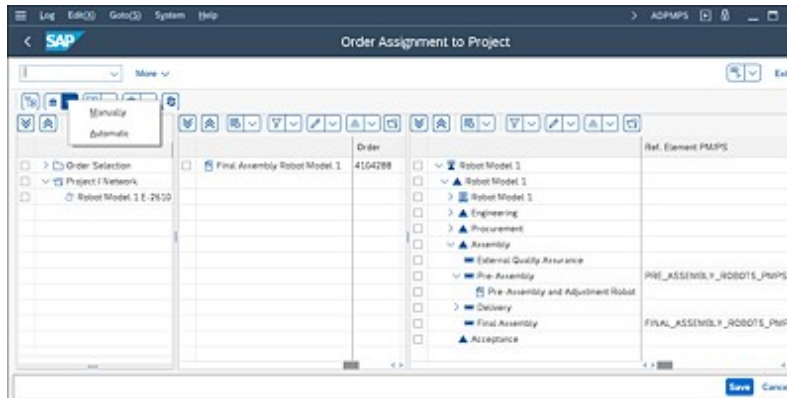 Log Edit(X) Goto(S) System Help
ADPMPS
SAP
Order Assignment to Project
More
Manually
Automatic
Order
Ref. Element PM/PS
Order Selection
Final Assembly Robot Model 1 4164288
Robot Model 1
Project / Network
Robot Model 1
Robot Model 1 E-2610
Robot Model 1
Engineering
Procurement
Assembly
External Quality Assurance
Pre-Assembly PRE_ASSEMBLY_ROBOTS_PMPS
Pre-Assembly and Adjustment Robot
Delivery
Final Assembly FINAL_ASSEMBLY_ROBOTS_PMP
Acceptance
Save Cance